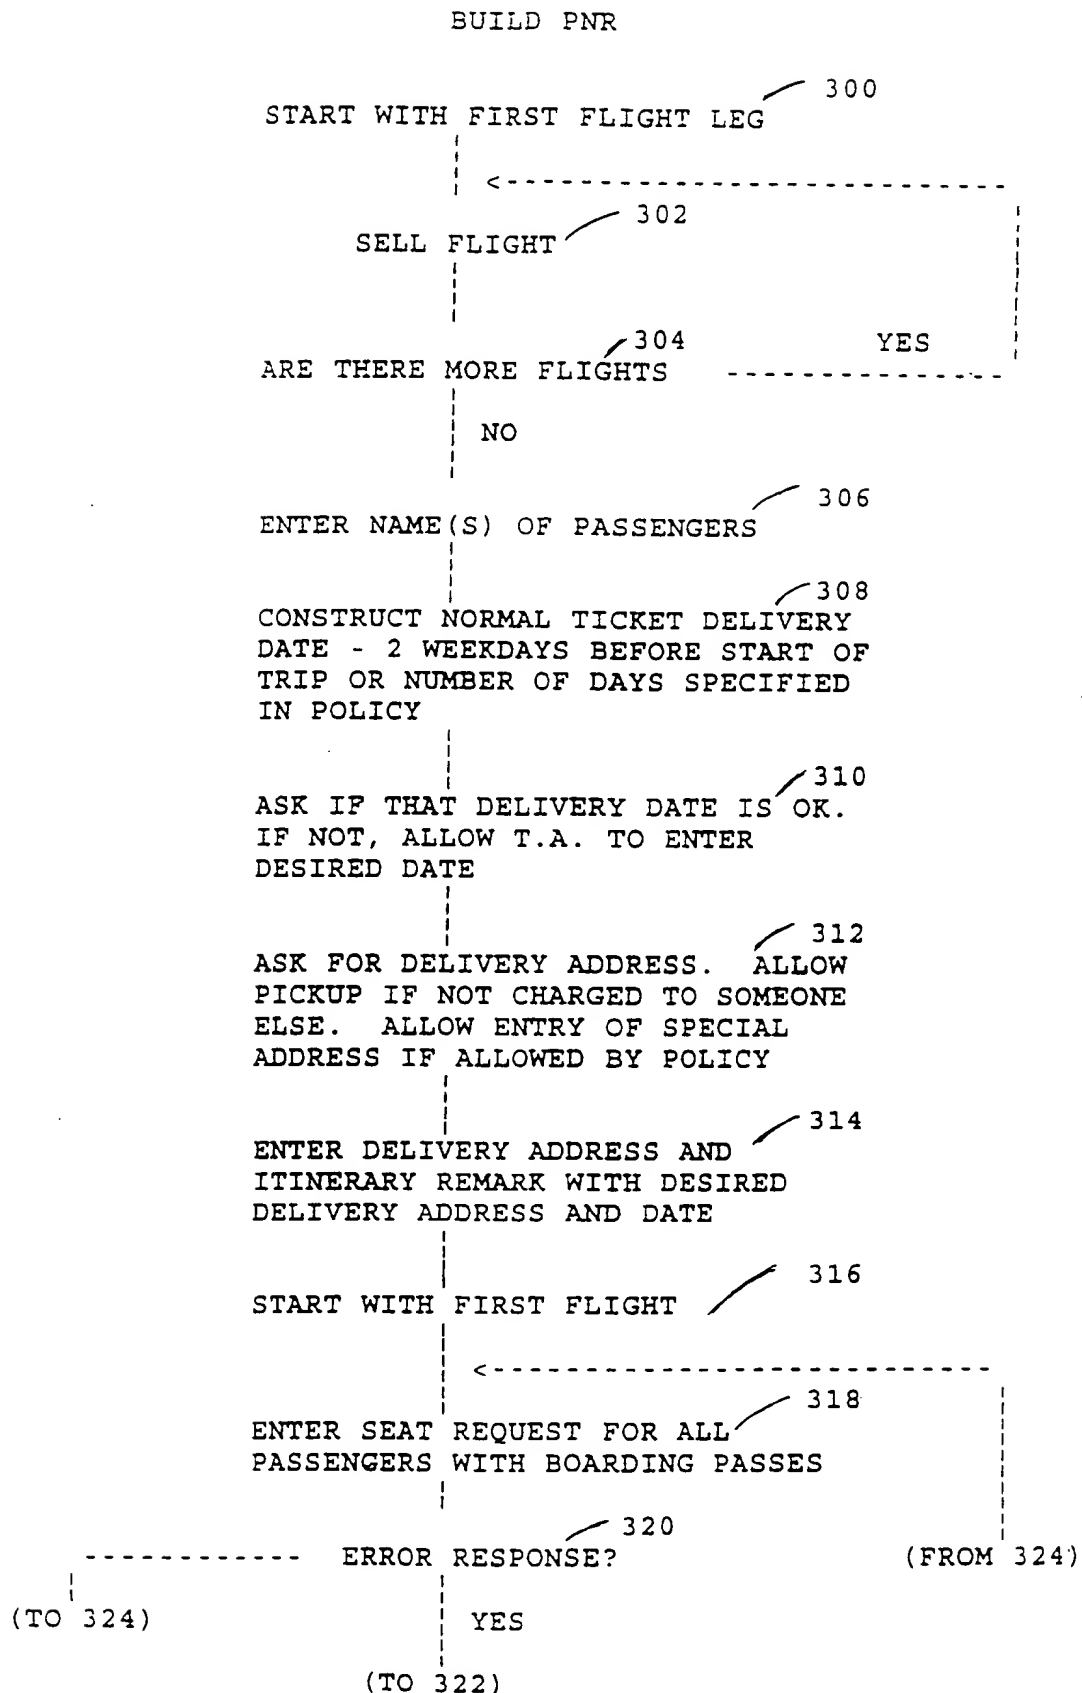 BUILD PNR
300
START WITH FIRST FLIGHT LEG
302
SELL FLIGHT
304
YES
ARE THERE MORE FLIGHTS
NO
306
ENTER NAME(S) OF PASSENGERS
308
CONSTRUCT NORMAL TICKET DELIVERY
DATE - 2 WEEKDAYS BEFORE START OF
TRIP OR NUMBER OF DAYS SPECIFIED
IN POLICY
310
ASK IF THAT DELIVERY DATE IS OK.
IF NOT, ALLOW T.A. TO ENTER
DESIRED DATE
312
ASK FOR DELIVERY ADDRESS. ALLOW
PICKUP IF NOT CHARGED TO SOMEONE
ELSE. ALLOW ENTRY OF SPECIAL
ADDRESS IF ALLOWED BY POLICY
314
ENTER DELIVERY ADDRESS AND
ITINERARY REMARK WITH DESIRED
DELIVERY ADDRESS AND DATE
316
START WITH FIRST FLIGHT
318
ENTER SEAT REQUEST FOR ALL
PASSENGERS WITH BOARDING PASSES
320
ERROR RESPONSE?
(FROM 324)
(TO 324)
YES
(TO 322)